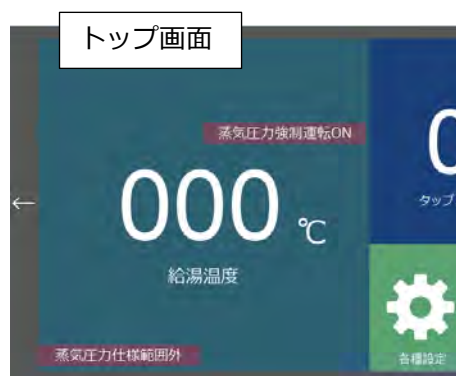 トップ画面
蒸気圧力強制運転ON
000 ℃
給湯温度
蒸気圧力仕様範囲外
←
0
タップ
各種設定